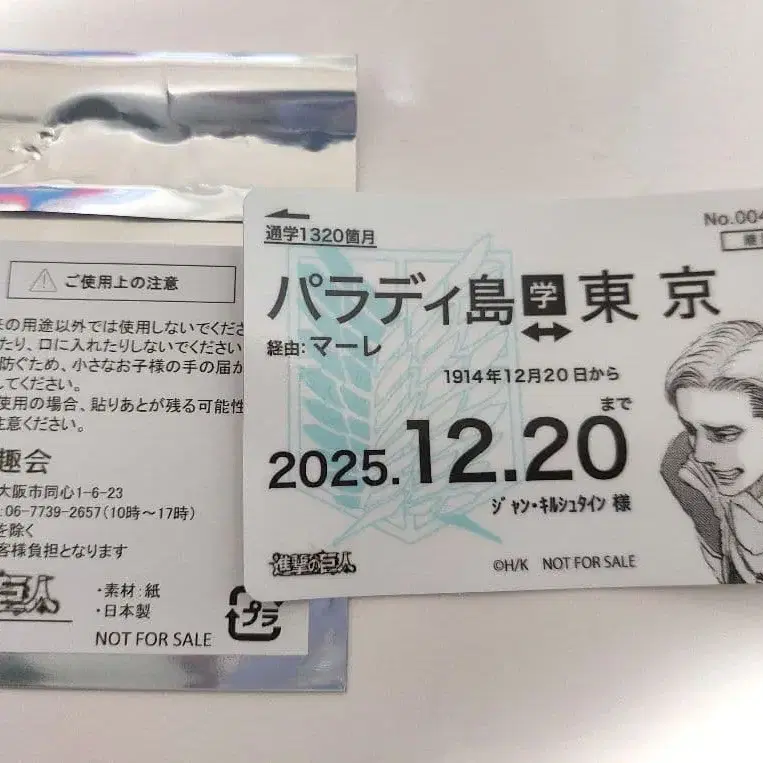 通学1320箇月
No.004
パラディ島 学 東京
経由: マーレ
1914年12月20日から
2025.12.20まで
ジャン・キルシュタイン 様
進撃の巨人
©H/K NOT FOR SALE
⚠ ご使用上の注意
の用途以外では使用しないでくださ
たり、口に入れたりしないでください
防ぐため、小さなお子様の手の届か
してください。
使用の場合、貼りあとが残る可能性
注意ください。
趣会
大阪市同心1-6-23
06-7739-2657(10時～17時)
を除く
客様負担となります
巨人
・素材: 紙
・日本製
プラ
NOT FOR SALE